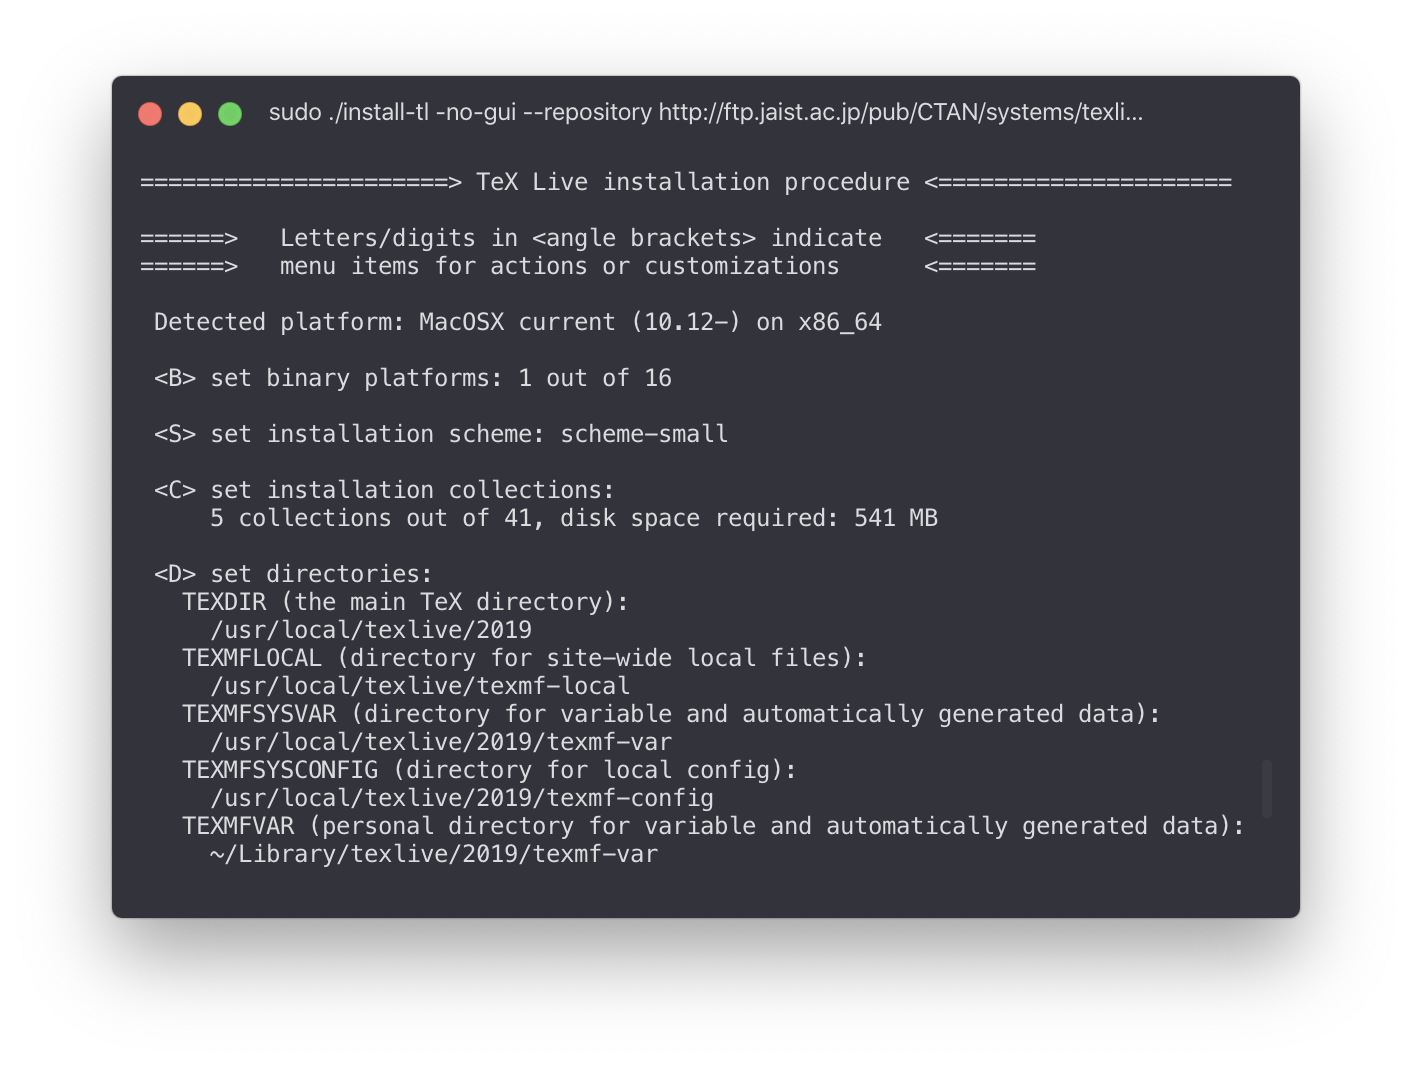 sudo ./install-tl -no-gui --repository http://ftp.jaist.ac.jp/pub/CTAN/systems/texli...
======================> TeX Live installation procedure <=====================
======>   Letters/digits in <angle brackets> indicate   <=======
======>   menu items for actions or customizations      <=======
Detected platform: MacOSX current (10.12-) on x86_64
<B> set binary platforms: 1 out of 16
<S> set installation scheme: scheme-small
<C> set installation collections:
5 collections out of 41, disk space required: 541 MB
<D> set directories:
TEXDIR (the main TeX directory):
/usr/local/texlive/2019
TEXMFLOCAL (directory for site-wide local files):
/usr/local/texlive/texmf-local
TEXMFSYSVAR (directory for variable and automatically generated data):
/usr/local/texlive/2019/texmf-var
TEXMFSYSCONFIG (directory for local config):
/usr/local/texlive/2019/texmf-config
TEXMFVAR (personal directory for variable and automatically generated data):
~/Library/texlive/2019/texmf-var